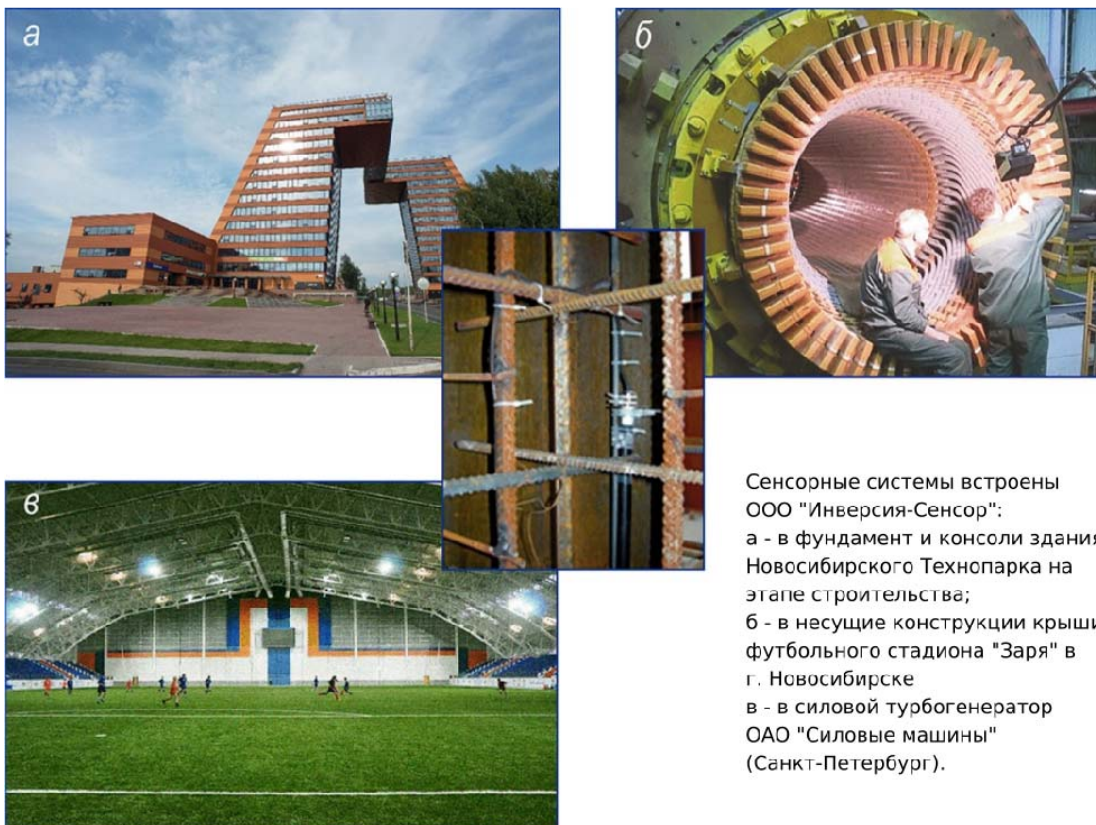 а
б
в
Сенсорные системы встроены
ООО "Инверсия-Сенсор":
а - в фундамент и консоли здания
Новосибирского Технопарка на
этапе строительства;
б - в несущие конструкции крыши
футбольного стадиона "Заря" в
г. Новосибирске
в - в силовой турбогенератор
ОАО "Силовые машины"
(Санкт-Петербург).